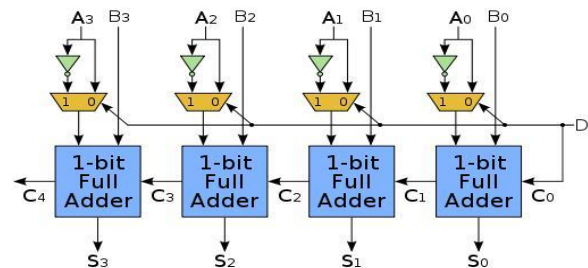 A3 B3 A2 B2 A1 B1 A0 B0
1 0 1 0 1 0 1 0
D
1-bit Full Adder
1-bit Full Adder
1-bit Full Adder
1-bit Full Adder
C4 C3 C2 C1 C0
S3 S2 S1 S0